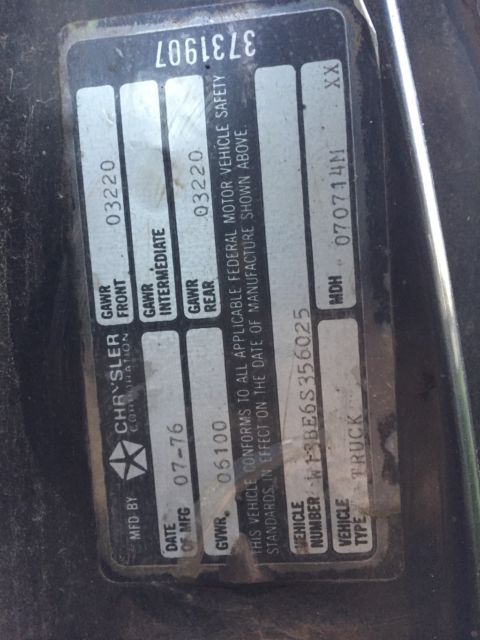 MFD BY CHRYSLER
CORPORATION
DATE OF MFG 07-76
GAWR FRONT 03220
GAWR INTERMEDIATE
GVWR 06100
GAWR REAR 03220
THIS VEHICLE CONFORMS TO ALL APPLICABLE FEDERAL MOTOR VEHICLE SAFETY
STANDARDS IN EFFECT ON THE DATE OF MANUFACTURE SHOWN ABOVE.
VEHICLE NUMBER
VEHICLE TYPE TRUCK
MDH 070714M XX
3731907